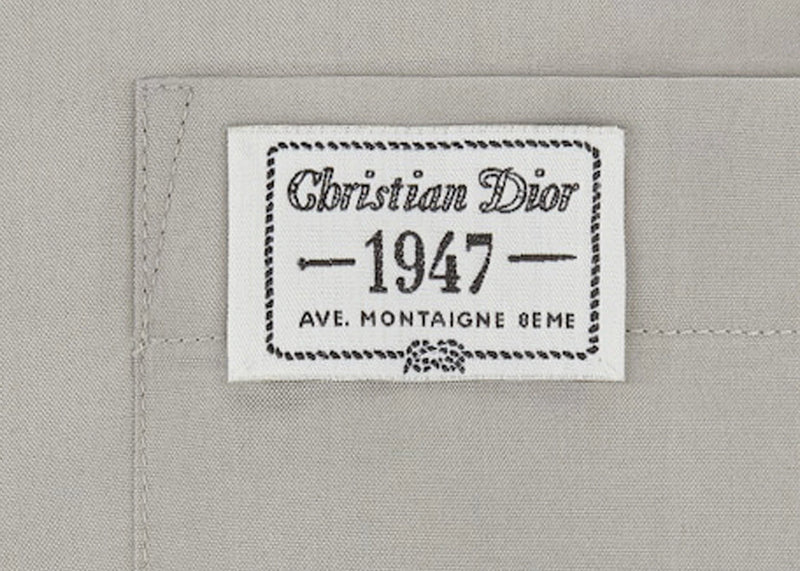 Christian Dior
1947
AVE. MONTAIGNE 8EME